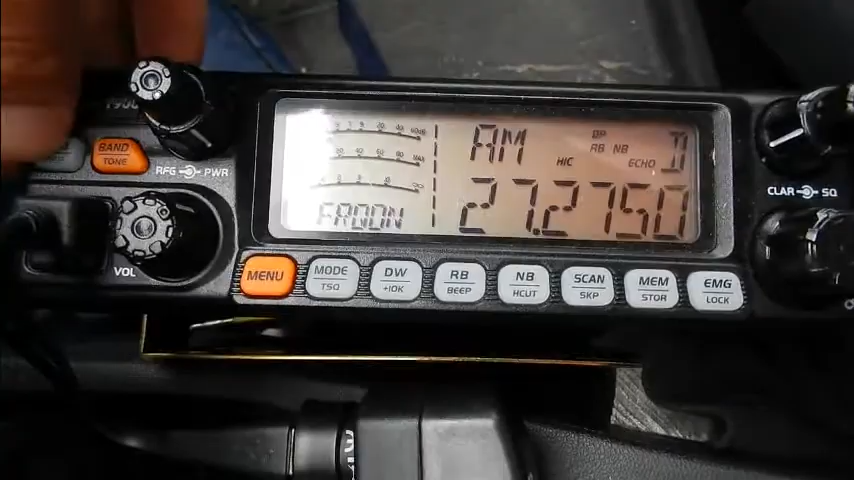 BAND
TONE
RFG PWR
VOL
AM
HIC
RB NB
ECHO
D
27.2750
CLAR SQ
MENU
MODE
TSQ
DW
+10K
RB
BEEP
NB
HCUT
SCAN
SKP
MEM
STOR
EMG
LOCK